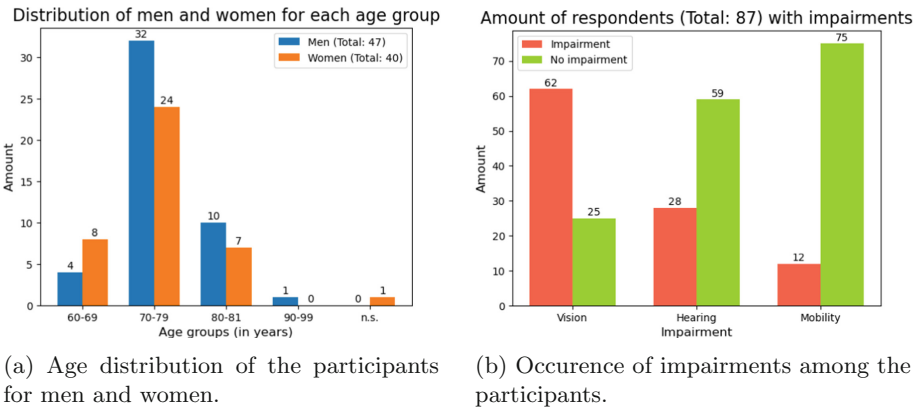 Distribution of men and women for each age group
Men (Total: 47)
Women (Total: 40)
Amount
30
25
20
15
10
5
0
4
8
32
24
10
7
1
0
0
1
60-69
70-79
80-81
90-99
n.s.
Age groups (in years)
(a) Age distribution of the participants
for men and women.
Amount of respondents (Total: 87) with impairments
Impairment
No impairment
Amount
70
60
50
40
30
20
10
0
62
25
28
59
12
75
Vision
Hearing
Mobility
Impairment
(b) Occurence of impairments among the
participants.